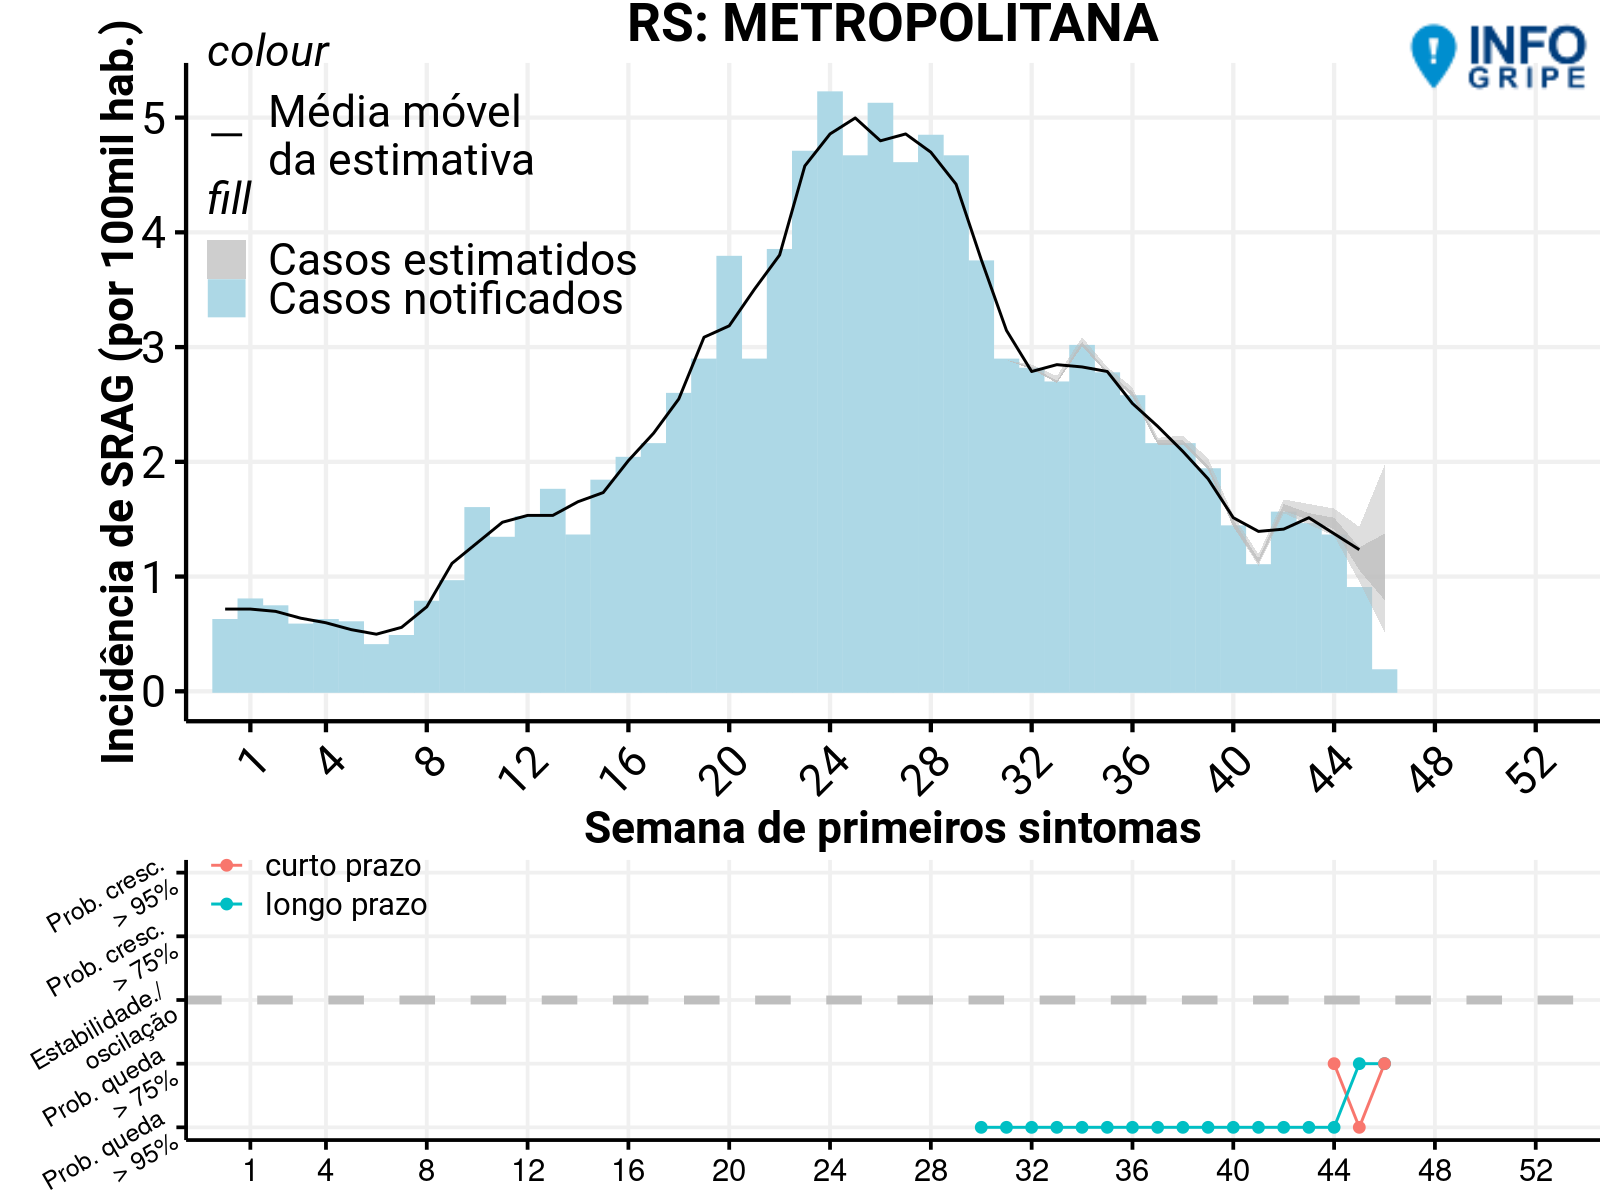 RS: METROPOLITANA
INFO
GRIPE
colour
Média móvel
da estimativa
fill
Casos estimatidos
Casos notificados
Incidência de SRAG (por 100mil hab.)
5
4
3
2
1
0
1 4 8 12 16 20 24 28 32 36 40 44 48 52
Semana de primeiros sintomas
curto prazo
longo prazo
Prob. cresc.
> 95%
Prob. cresc.
> 75%
Estabilidade./
oscilação
Prob. queda
> 75%
Prob. queda
> 95%
1 4 8 12 16 20 24 28 32 36 40 44 48 52